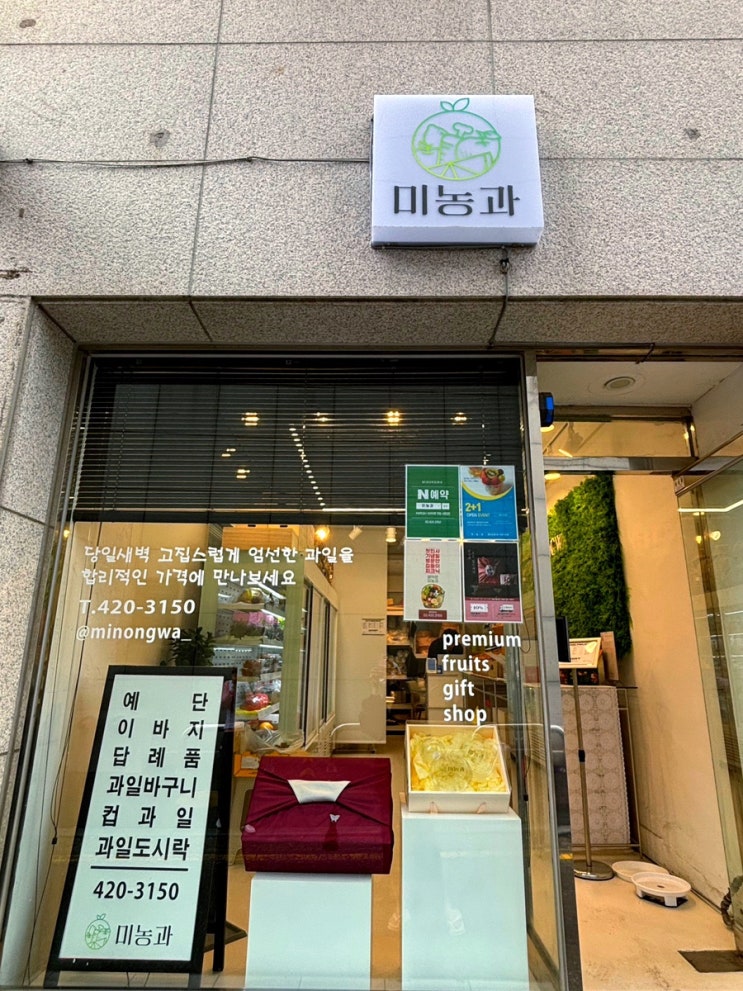 미농과
당일새벽 고집스럽게 엄선한 과일을
합리적인 가격에 만나보세요
T.420-3150
@minongwa_
N예약
2+1
OPEN EVENT
premium
fruits
gift
shop
예 단
이 바 지
답 례 품
과일바구니
컵 과 일
과일도시락
420-3150
미농과